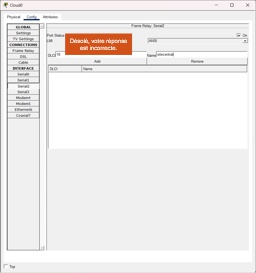 Cloud0
Physical Config Attributes
GLOBAL
Settings
TV Settings
CONNECTIONS
Frame Relay
DSL
Cable
INTERFACE
Serial0
Serial1
Serial2
Serial3
Modem4
Modem5
Ethernet6
Coaxial7
Frame Relay: Serial2
Port Status
On
LMI
ANSI
Désolé, votre réponse
est incorrecte.
DLCI
Name sitecentral
Add Remove
DLCI Name
Top